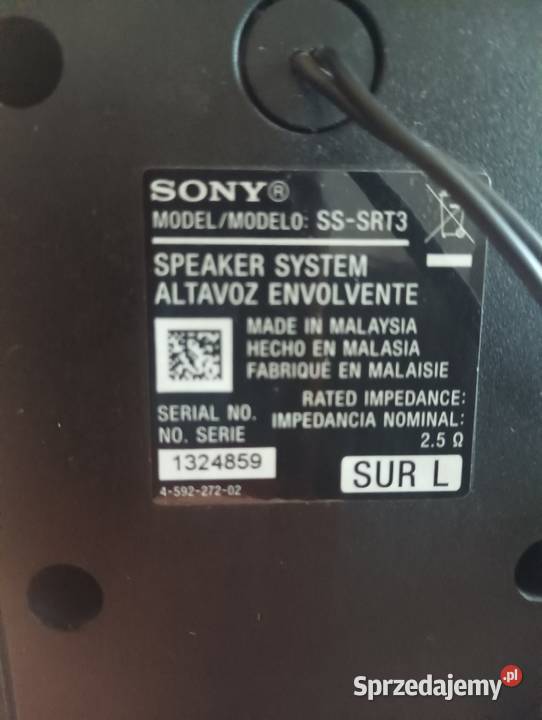 SONY®
MODEL/MODELO: SS-SRT3
SPEAKER SYSTEM
ALTAVOZ ENVOLVENTE
MADE IN MALAYSIA
HECHO EN MALASIA
FABRIQUÉ EN MALAISIE
RATED IMPEDANCE:
IMPEDANCIA NOMINAL:
2.5 Ω
SERIAL NO.
NO. SERIE
1324859
SUR L
4-592-272-02
Sprzedajemy.pl